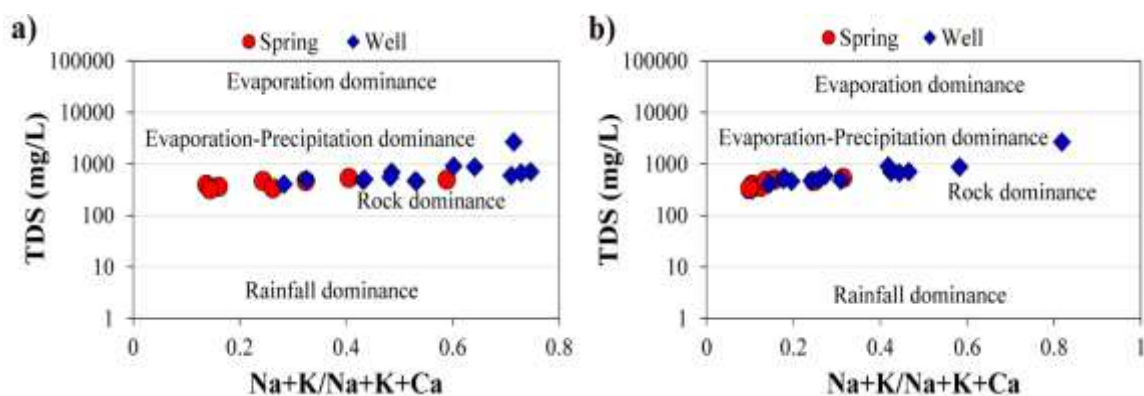 a)
Spring Well
TDS (mg/L)
100000
10000
1000
100
10
1
Evaporation dominance
Evaporation-Precipitation dominance
Rock dominance
Rainfall dominance
0 0.2 0.4 0.6 0.8
Na+K/Na+K+Ca
b)
Spring Well
TDS (mg/L)
100000
10000
1000
100
10
1
Evaporation dominance
Evaporation-Precipitation dominance
Rock dominance
Rainfall dominance
0 0.2 0.4 0.6 0.8 1
Na+K/Na+K+Ca